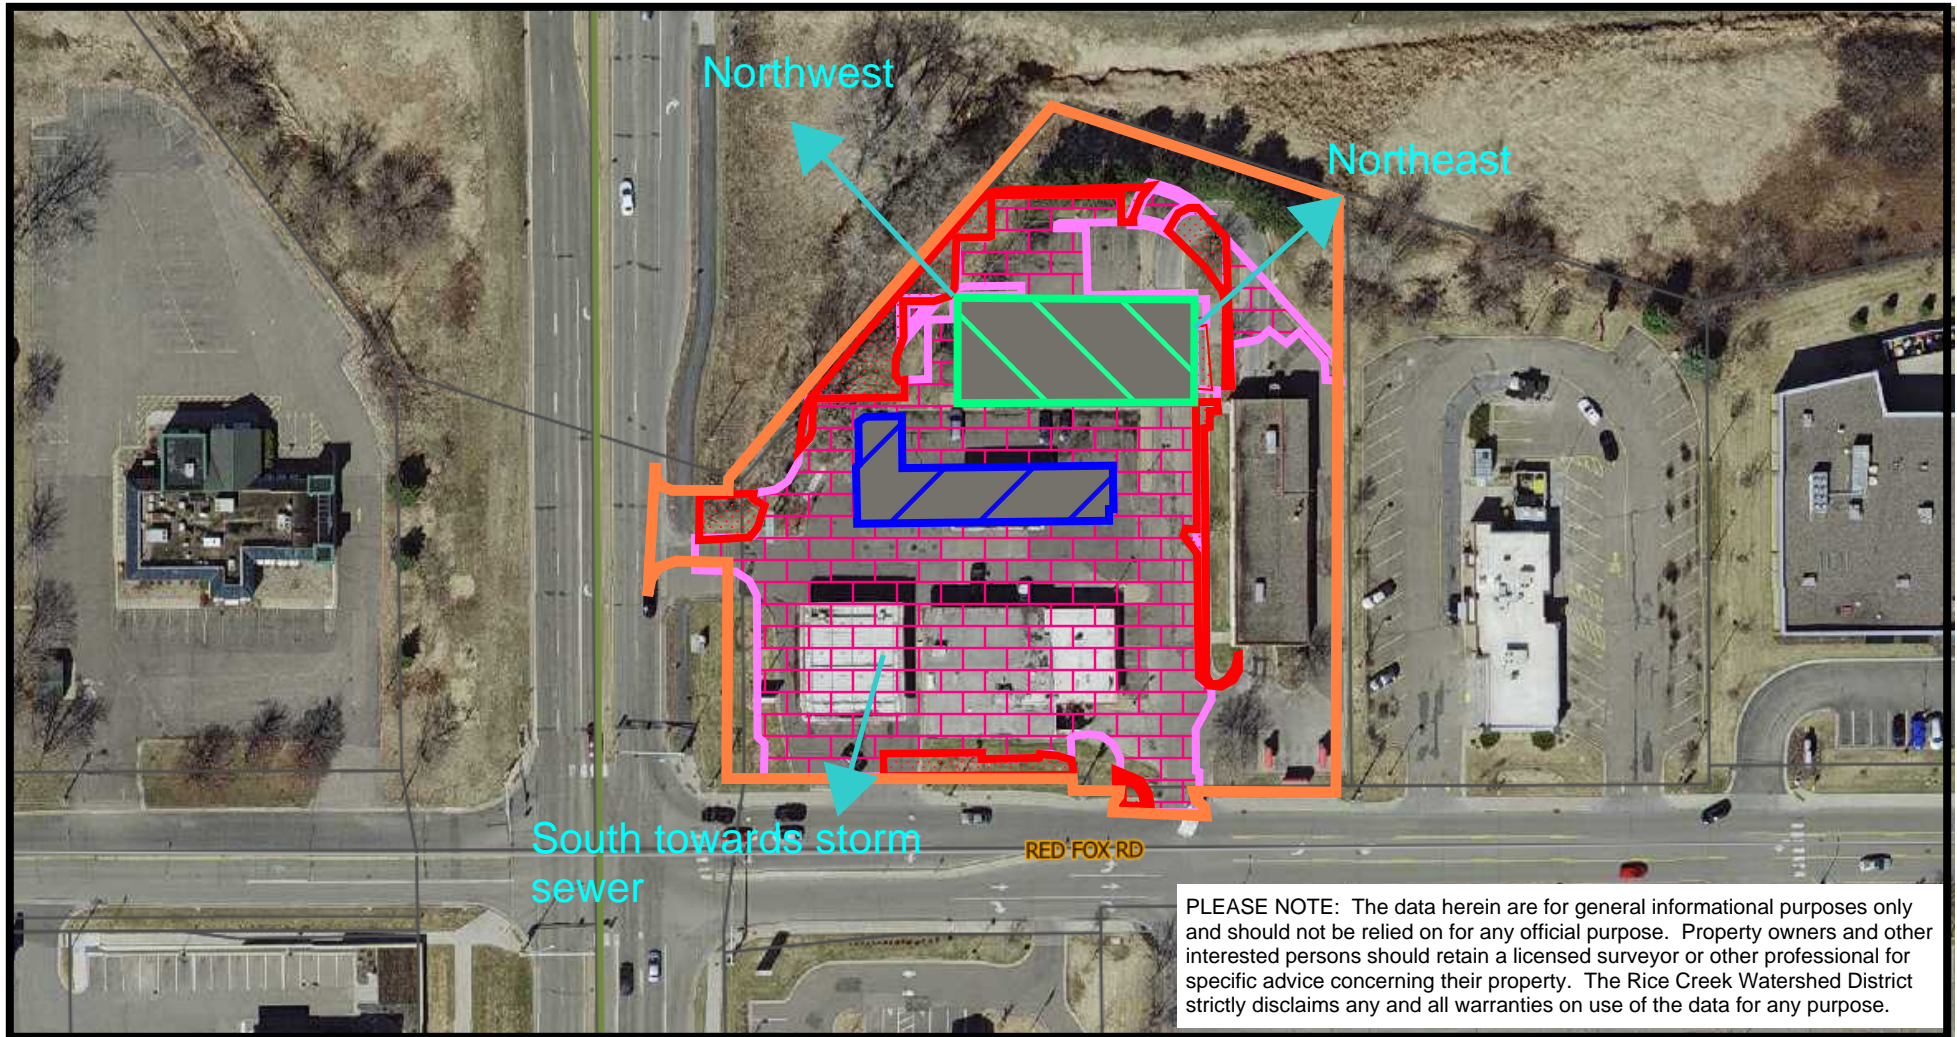 Northwest
Northeast
South towards storm
sewer
RED FOX RD
PLEASE NOTE: The data herein are for general informational purposes only
and should not be relied on for any official purpose. Property owners and other
interested persons should retain a licensed surveyor or other professional for
specific advice concerning their property. The Rice Creek Watershed District
strictly disclaims any and all warranties on use of the data for any purpose.